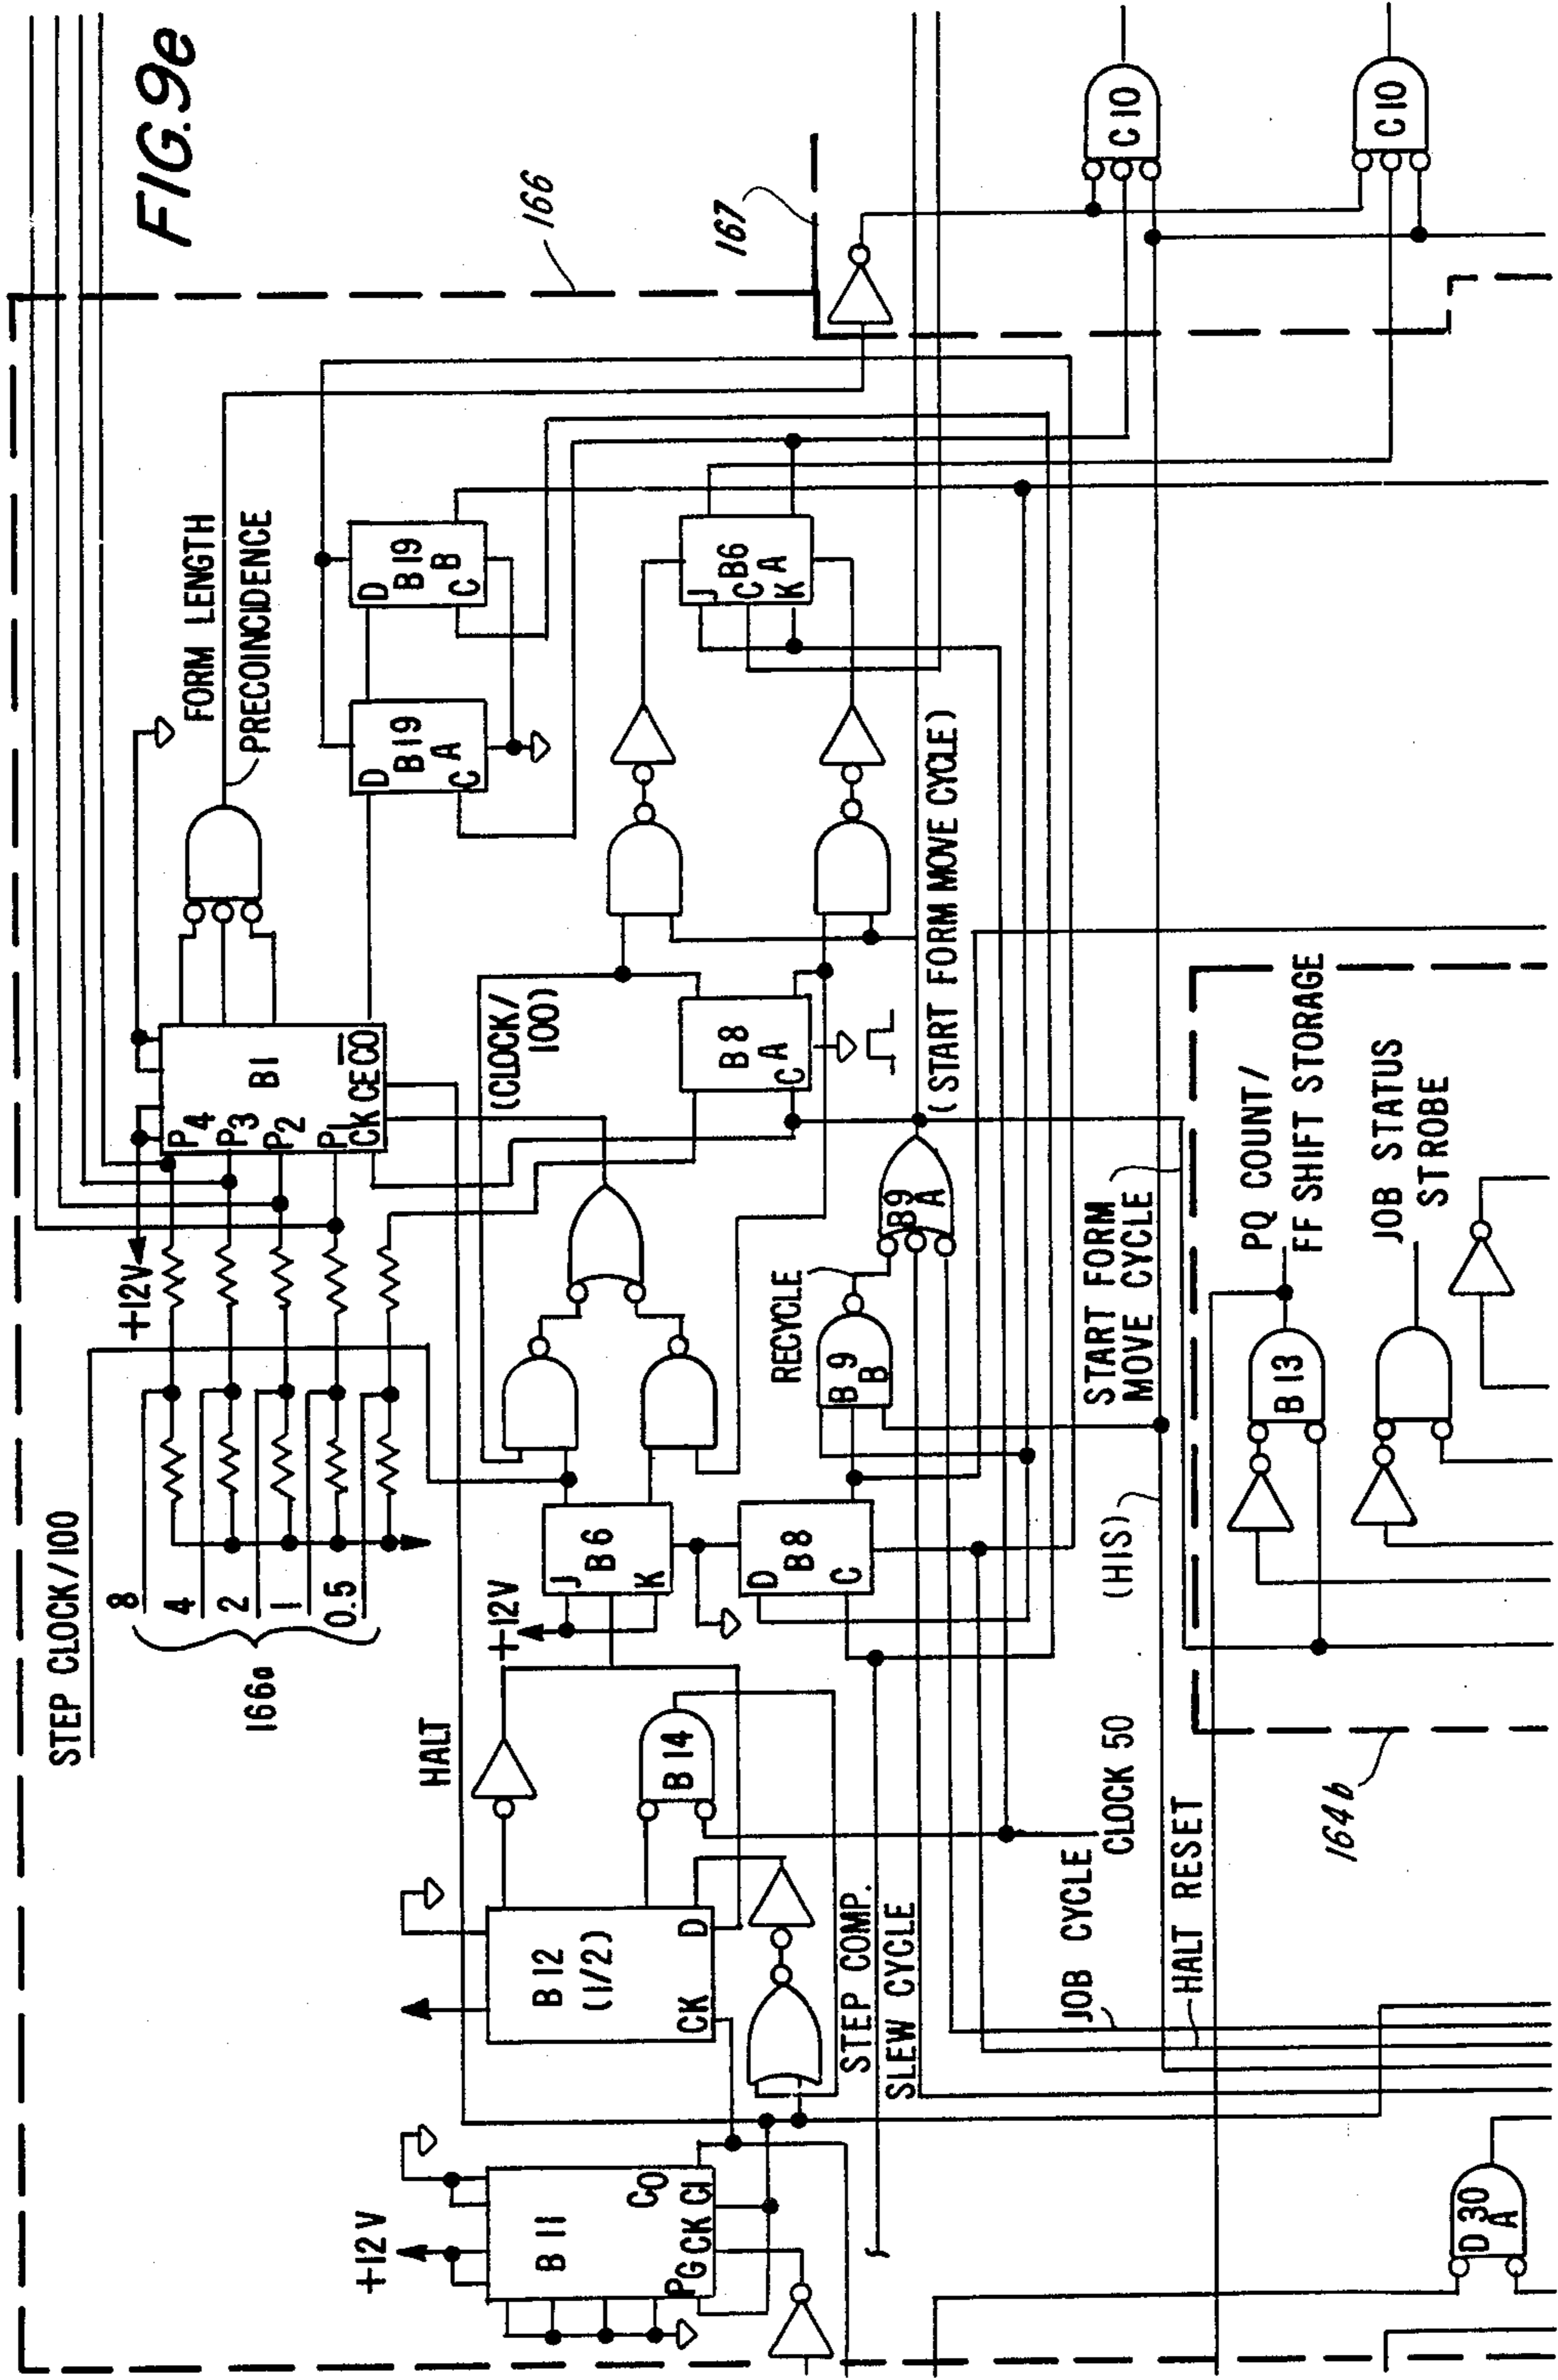 FIG. 9e
STEP CLOCK/100
8
4
2
1
0.5
166a
+12V
P4
P3
P2
P1
B1
CK CE CO
FORM LENGTH
PRECOINCIDENCE
166
167
D
B19
A
C
D
B19
B
C
HALT
+12V
J
B6
K
(CLOCK/
100)
B8
A
C
J
B6
C A
K
+12V
B11
CO
PG CK CI
B12
(1/2)
CK
D
B14
D
B8
C
RECYCLE
B9
B
B9
A
(START FORM MOVE CYCLE)
STEP COMP.
SLEW CYCLE
JOB CYCLE
CLOCK 50
HALT RESET
(HIS)
START FORM
MOVE CYCLE
C10
C10
164b
B13
PQ COUNT/
FF SHIFT STORAGE
JOB STATUS
STROBE
D30
A